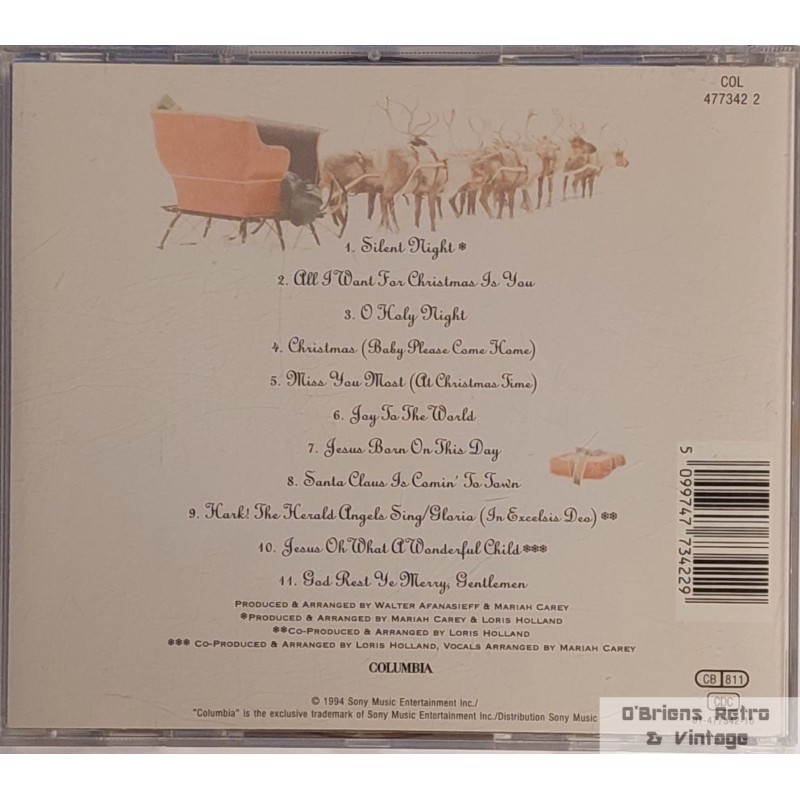 COL
477342 2
1. Silent Night *
2. All I Want For Christmas Is You
3. O Holy Night
4. Christmas (Baby Please Come Home)
5. Miss You Most (At Christmas Time)
6. Joy To The World
7. Jesus Born On This Day
8. Santa Claus Is Comin' To Town
9. Hark! The Herald Angels Sing/Gloria (In Excelsis Deo) **
10. Jesus Oh What A Wonderful Child ***
11. God Rest Ye Merry, Gentlemen
PRODUCED & ARRANGED BY WALTER AFANASIEFF & MARIAH CAREY
*PRODUCED & ARRANGED BY MARIAH CAREY & LORIS HOLLAND
**CO-PRODUCED & ARRANGED BY LORIS HOLLAND
*** CO-PRODUCED & ARRANGED BY LORIS HOLLAND, VOCALS ARRANGED BY MARIAH CAREY
COLUMBIA
© 1994 Sony Music Entertainment Inc./
"Columbia" is the exclusive trademark of Sony Music Entertainment Inc./Distribution Sony Music
5 099747 734229
CB 811
CDC
O'Briens Retro
& Vintage